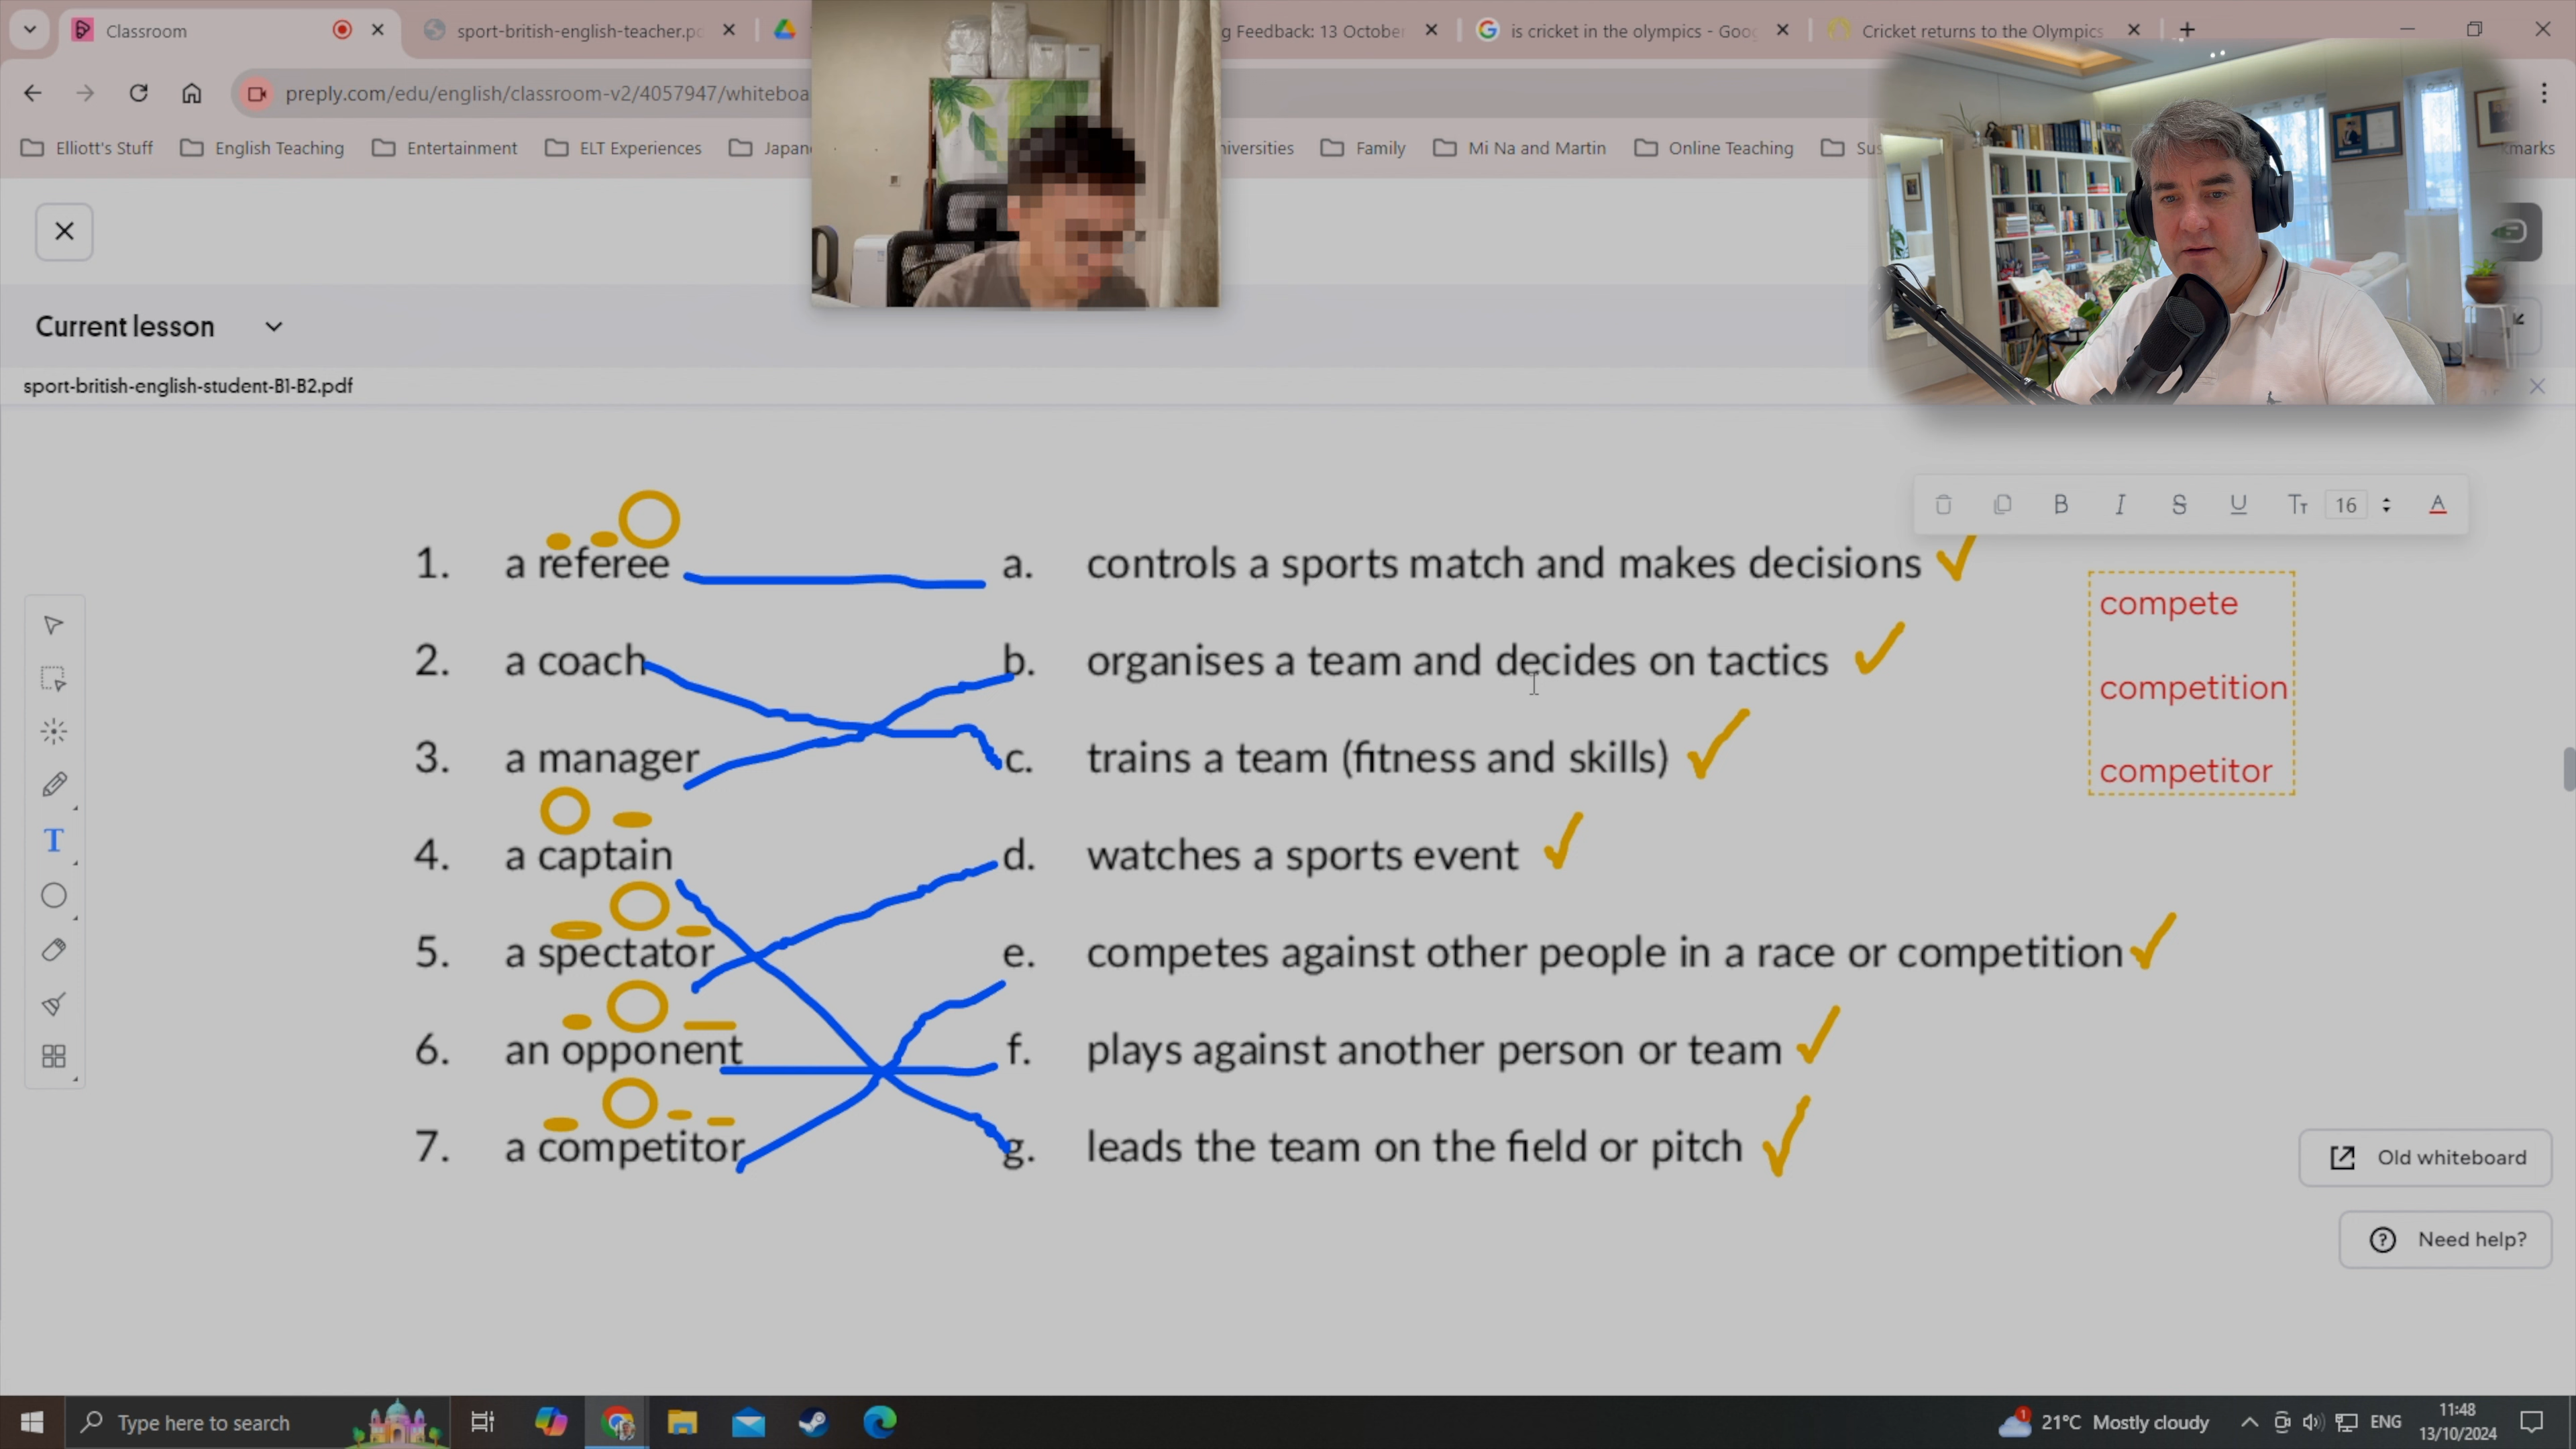 Classroom
sport-british-english-teacher.pc
g Feedback: 13 October
is cricket in the olympics - Goog
Cricket returns to the Olympics
preply.com/edu/english/classroom-v2/4057947/whiteboa
Elliott's Stuff
English Teaching
Entertainment
ELT Experiences
Japan
niversities
Family
Mi Na and Martin
Online Teaching
Sus
kmarks
Current lesson
sport-british-english-student-B1-B2.pdf
B I S U Tт 16 A
1. a referee
a. controls a sports match and makes decisions
2. a coach
b. organises a team and decides on tactics
3. a manager
c. trains a team (fitness and skills)
4. a captain
d. watches a sports event
5. a spectator
e. competes against other people in a race or competition
6. an opponent
f. plays against another person or team
7. a competitor
g. leads the team on the field or pitch
compete
competition
competitor
T
Old whiteboard
Need help?
Type here to search
1
21°C Mostly cloudy
ENG
11:48
13/10/2024